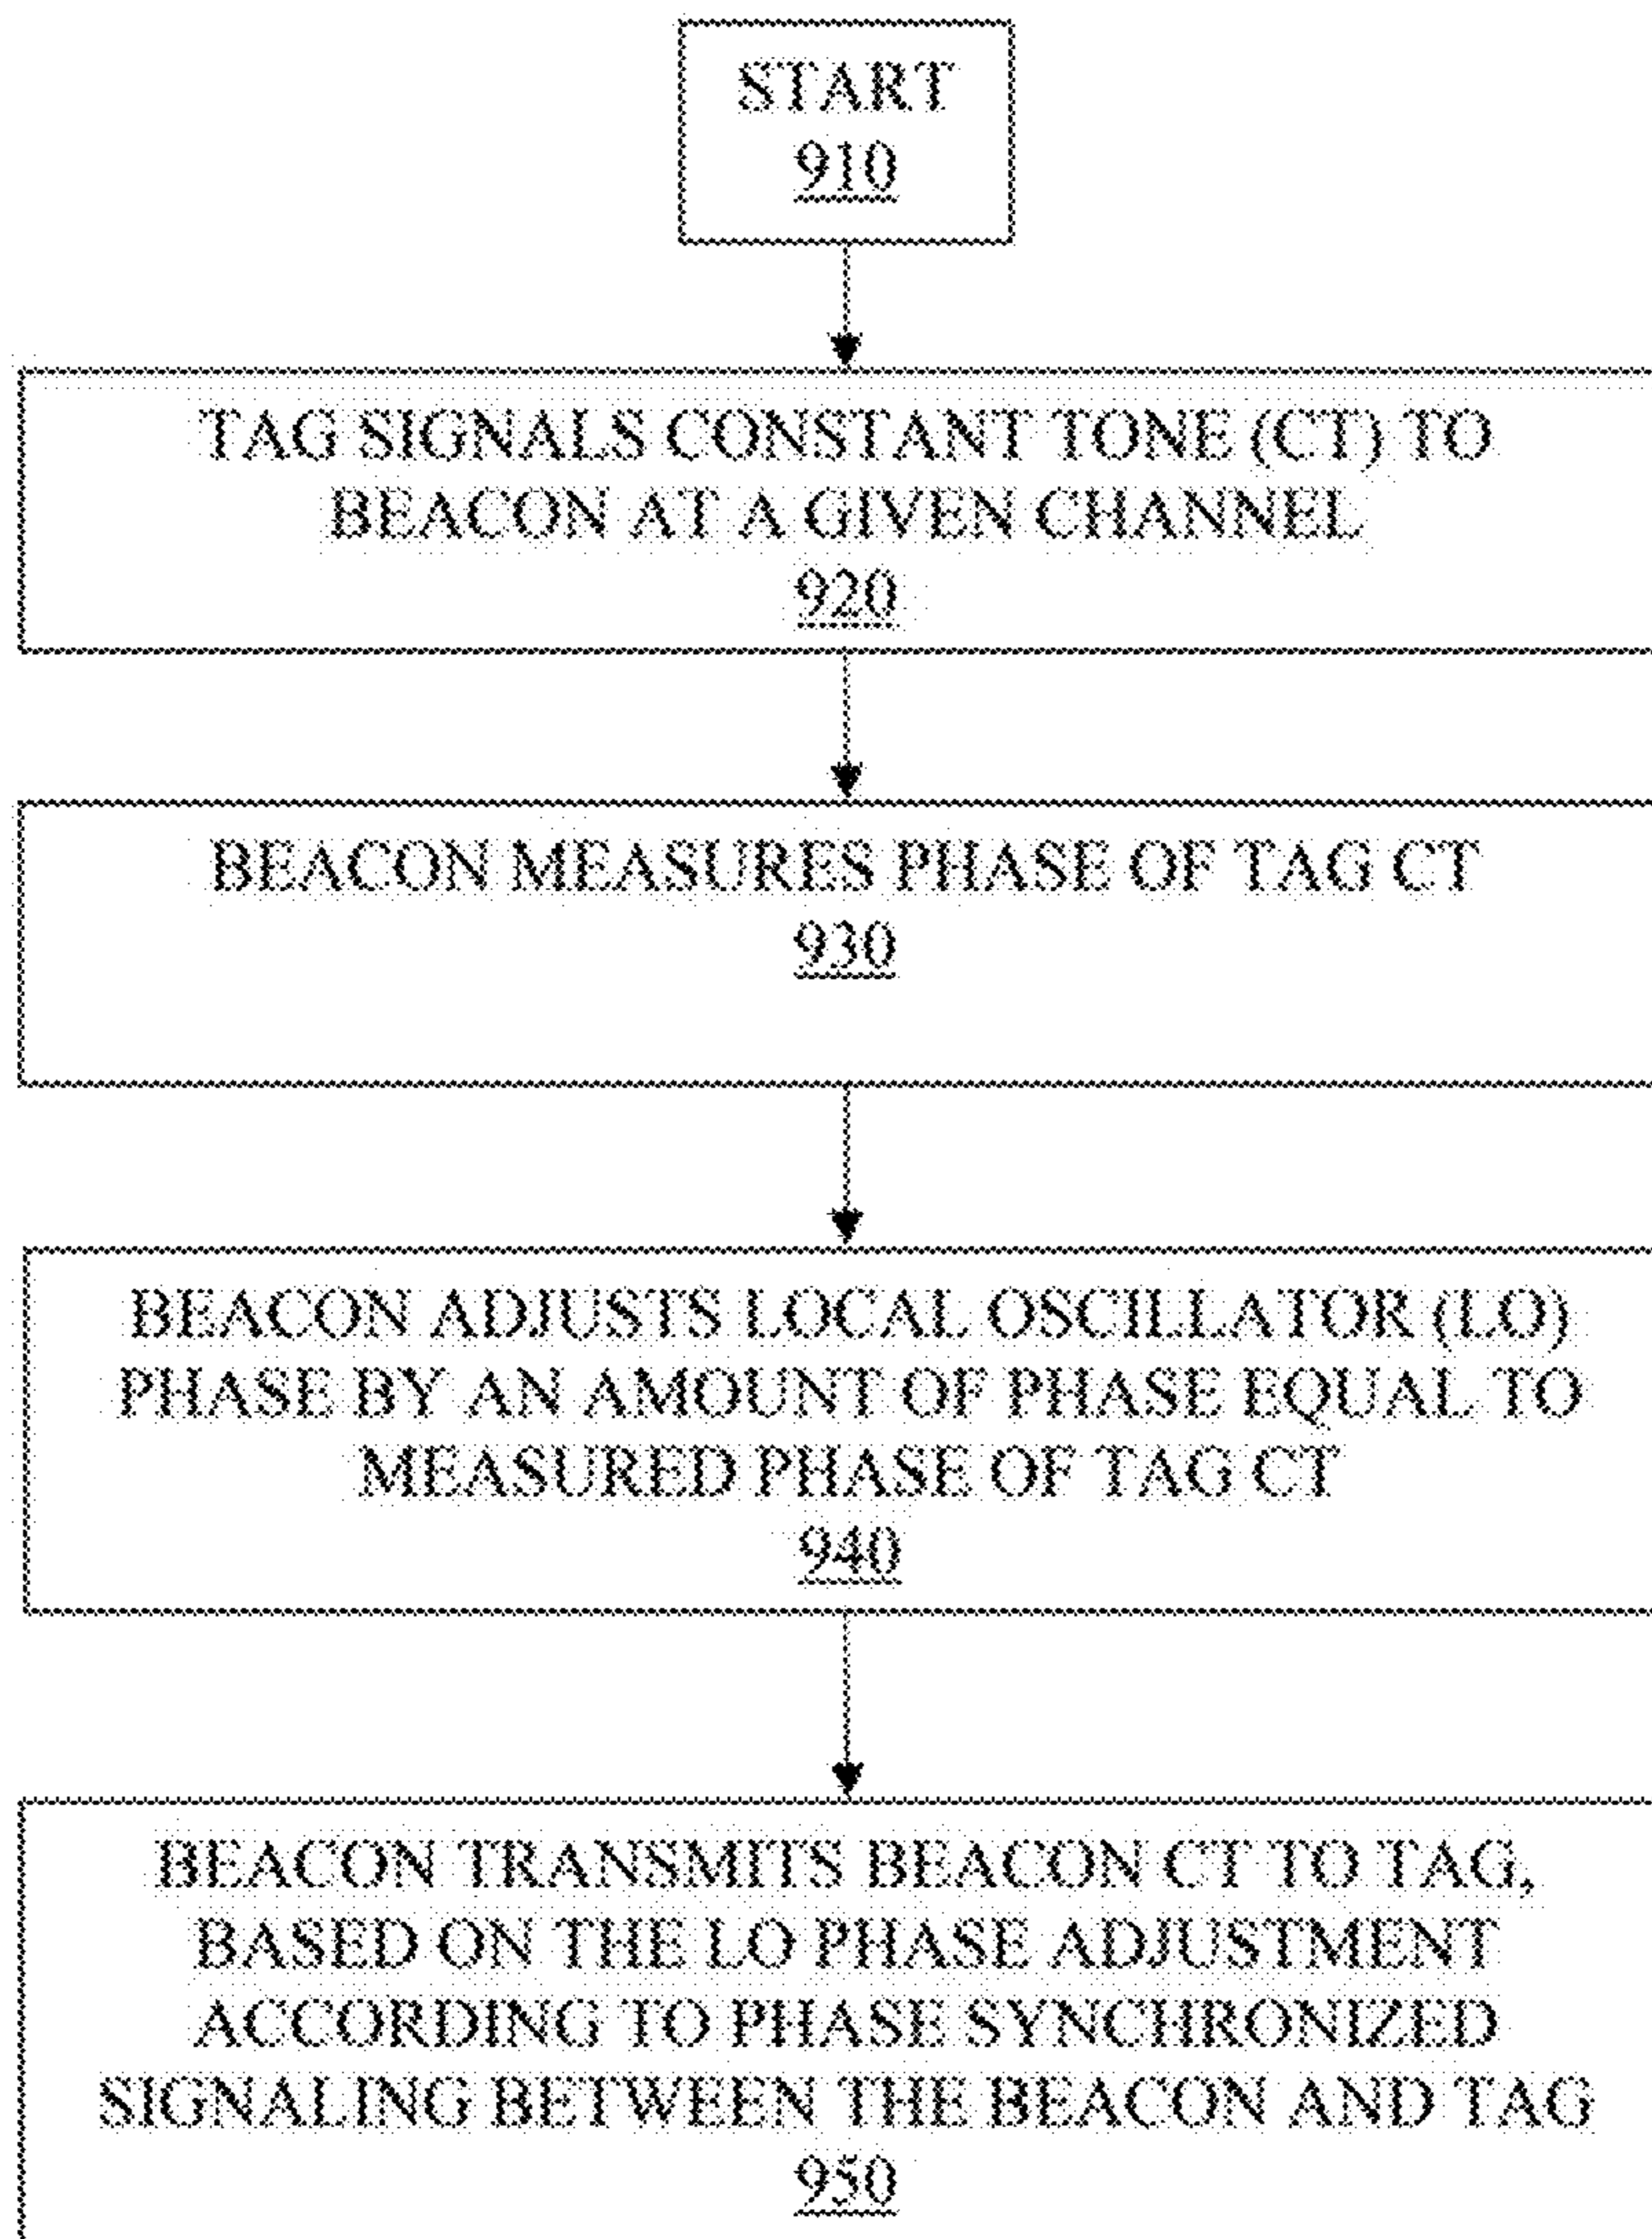 START
910
TAG SIGNALS CONSTANT TONE (CT) TO
BEACON AT A GIVEN CHANNEL
920
BEACON MEASURES PHASE OF TAG CT
930
BEACON ADJUSTS LOCAL OSCILLATOR (LO)
PHASE BY AN AMOUNT OF PHASE EQUAL TO
MEASURED PHASE OF TAG CT
940
BEACON TRANSMITS BEACON CT TO TAG,
BASED ON THE LO PHASE ADJUSTMENT
ACCORDING TO PHASE SYNCHRONIZED
SIGNALING BETWEEN THE BEACON AND TAG
950